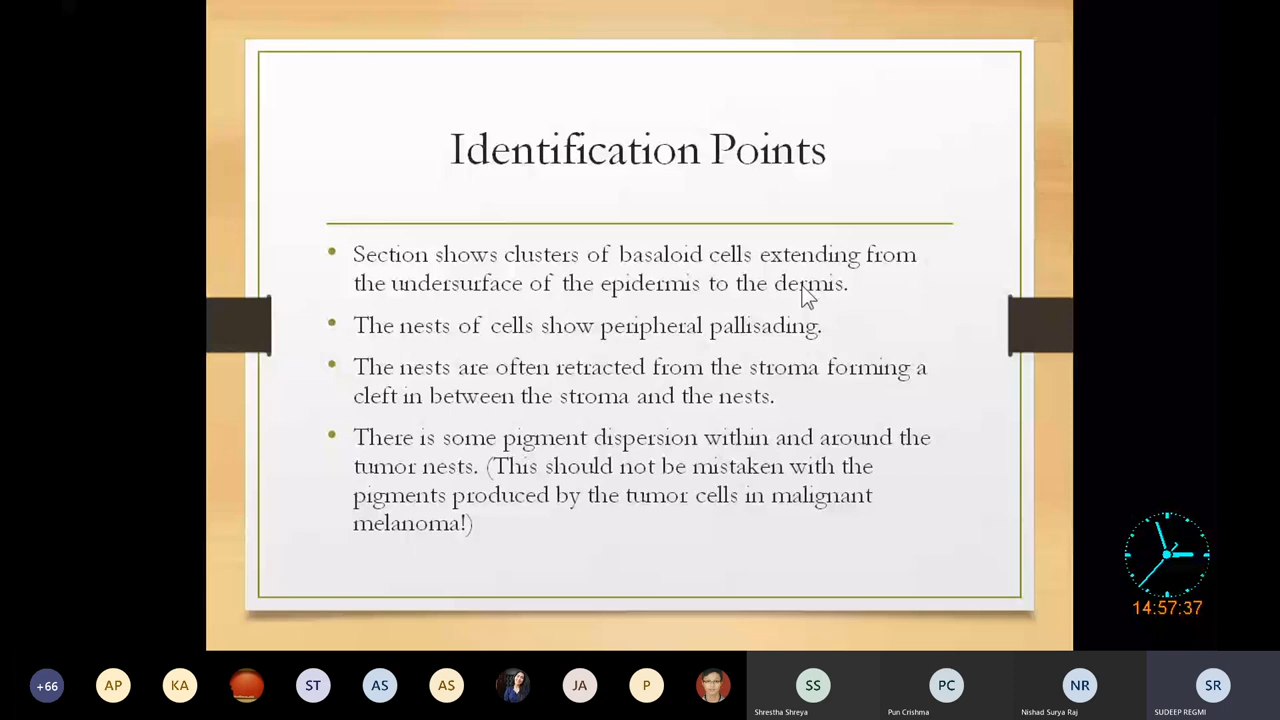 Identification Points
• Section shows clusters of basaloid cells extending from
the undersurface of the epidermis to the dermis.
• The nests of cells show peripheral pallisading.
• The nests are often retracted from the stroma forming a
cleft in between the stroma and the nests.
• There is some pigment dispersion within and around the
tumor nests. (This should not be mistaken with the
pigments produced by the tumor cells in malignant
melanoma!)
14:57:37
+66
AP
KA
ST
AS
AS
JA
P
SS
PC
NR
SR
Shrestha Shreya
Pun Crishma
Nishad Surya Raj
SUDEEP REGMI